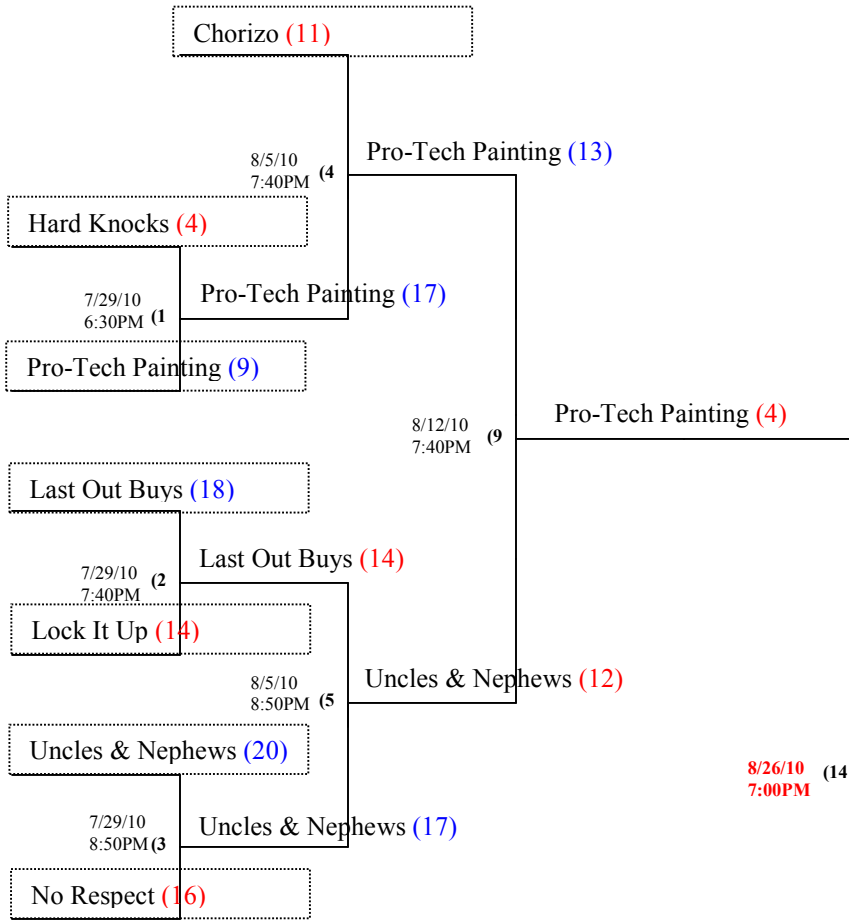 Chorizo (11)
8/5/10
7:40PM (4
Pro-Tech Painting (13)
Hard Knocks (4)
7/29/10
6:30PM (1
Pro-Tech Painting (17)
Pro-Tech Painting (9)
8/12/10
7:40PM (9
Pro-Tech Painting (4)
Last Out Buys (18)
7/29/10
7:40PM (2
Last Out Buys (14)
Lock It Up (14)
8/5/10
8:50PM (5
Uncles & Nephews (12)
Uncles & Nephews (20)
7/29/10
8:50PM (3
Uncles & Nephews (17)
No Respect (16)
8/26/10
7:00PM (14